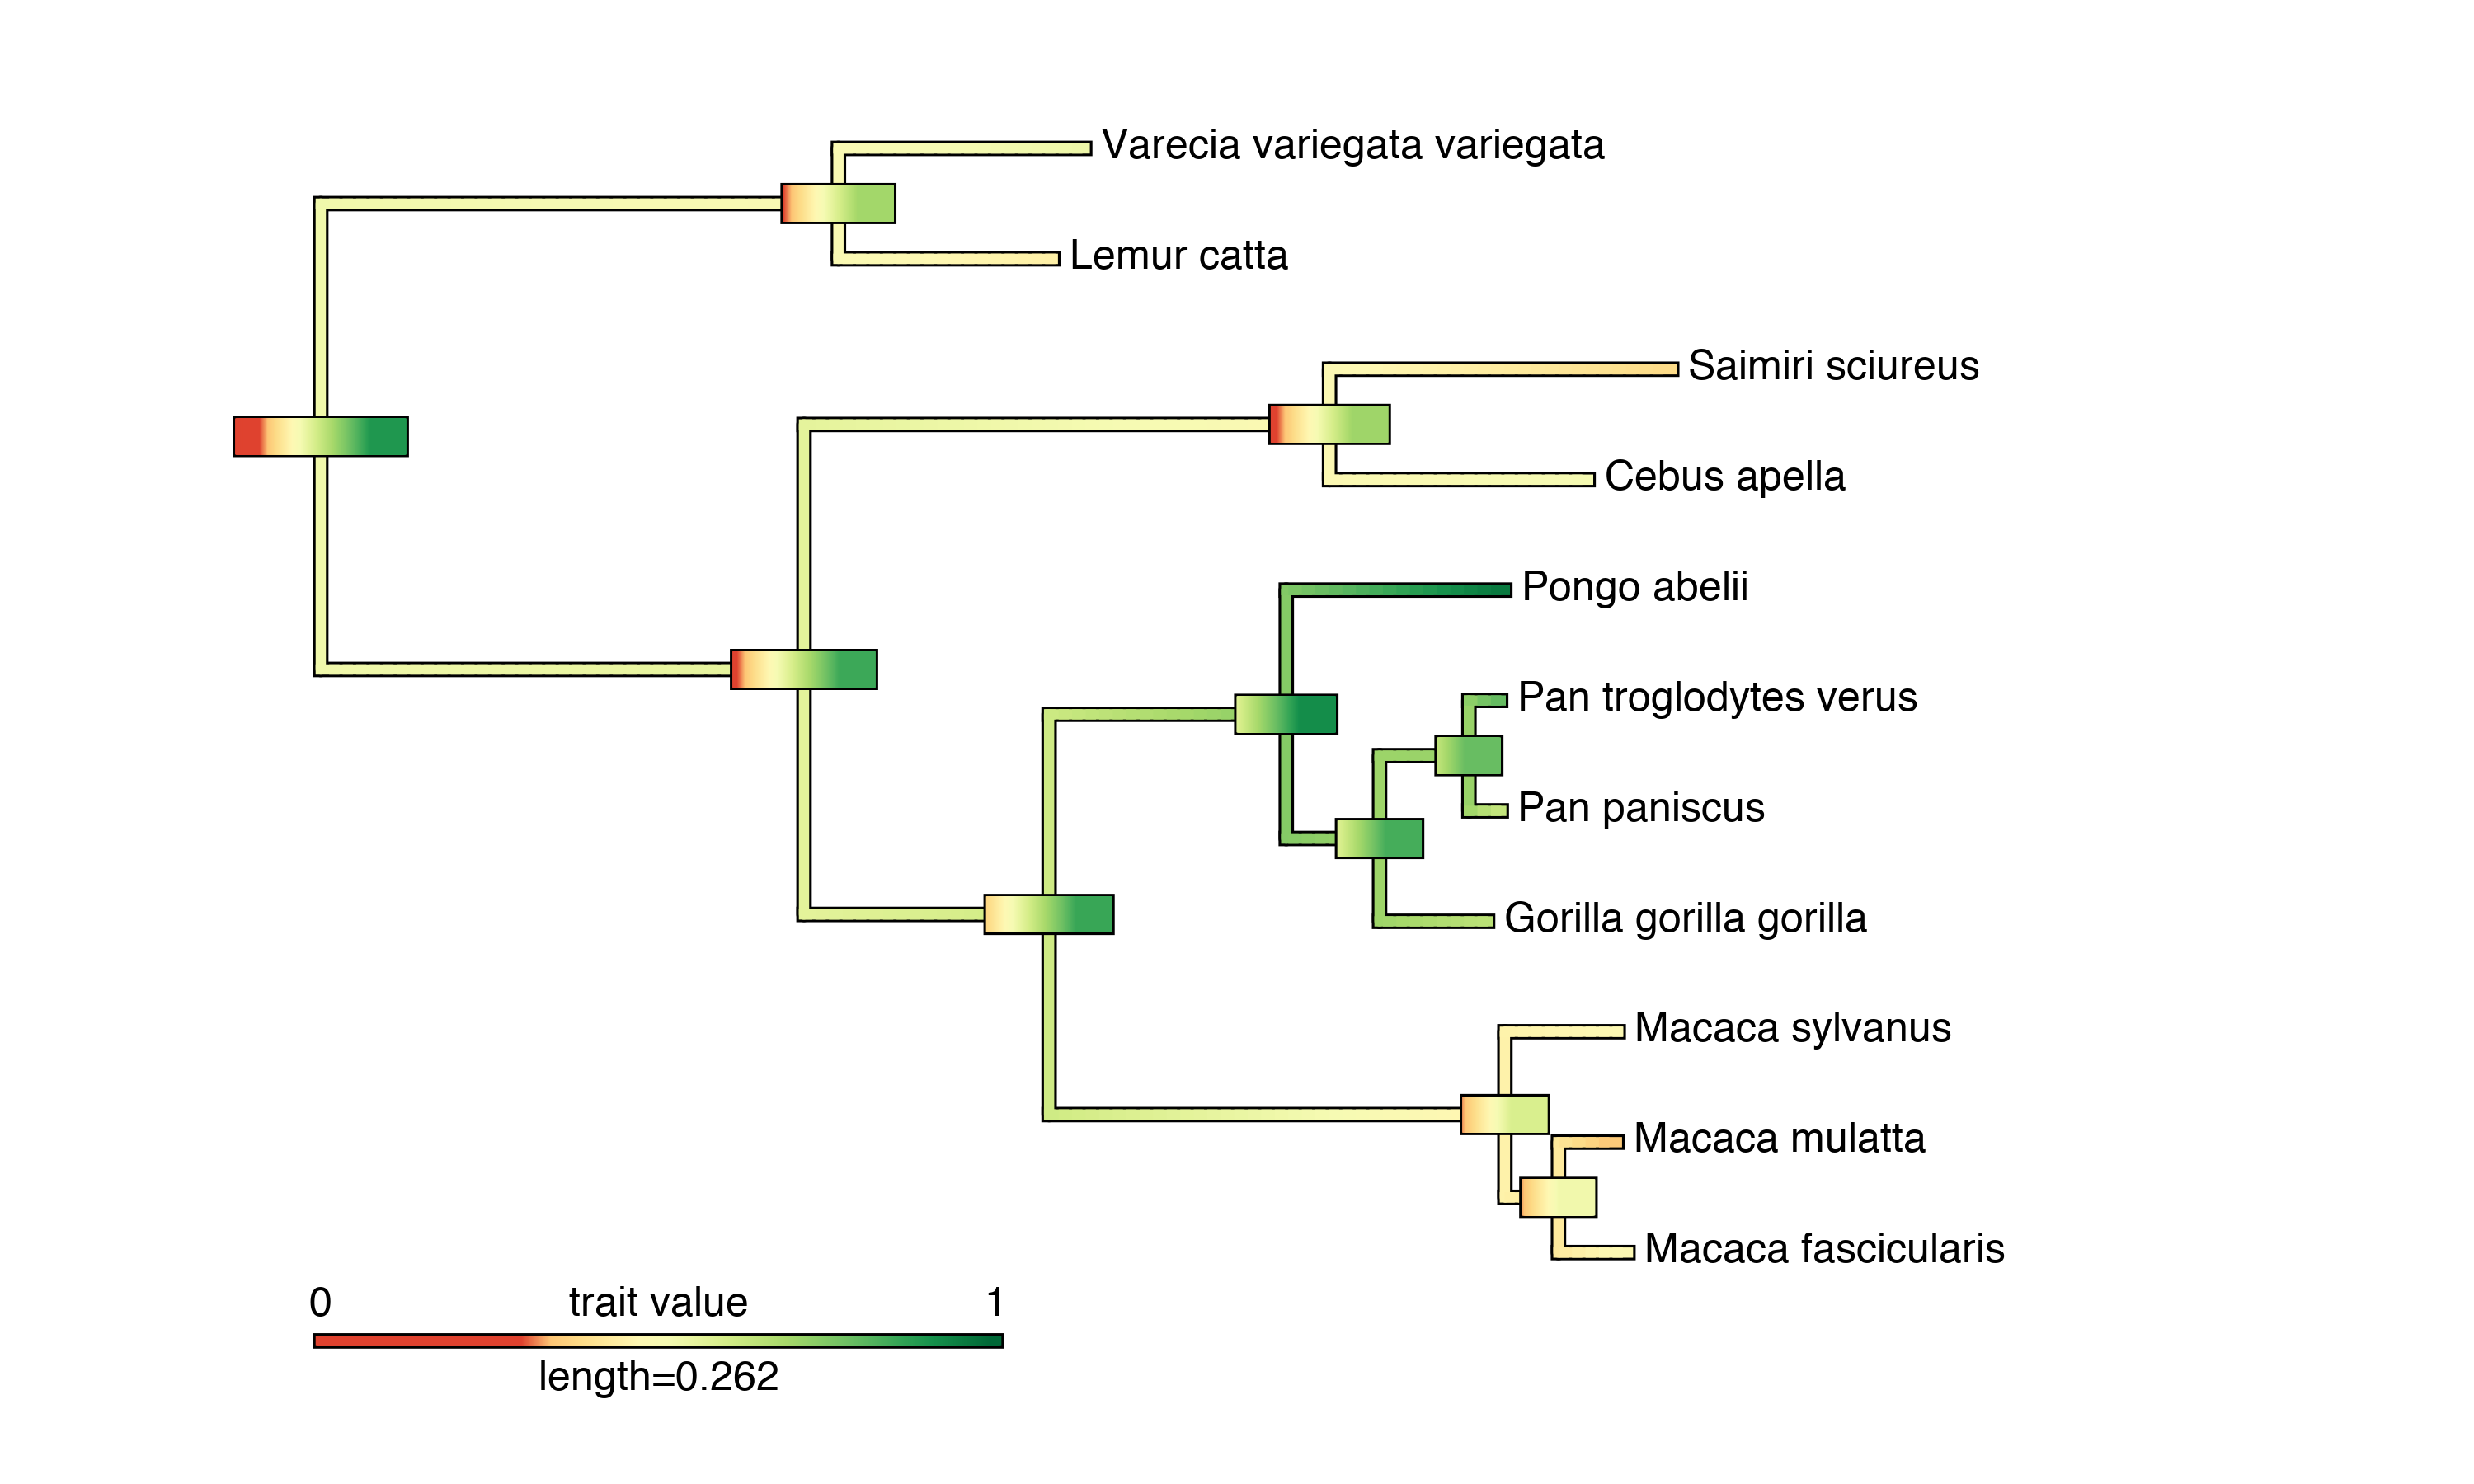 Varecia variegata variegata
Lemur catta
Saimiri sciureus
Cebus apella
Pongo abelii
Pan troglodytes verus
Pan paniscus
Gorilla gorilla gorilla
Macaca sylvanus
Macaca mulatta
Macaca fascicularis
0 trait value 1
length=0.262